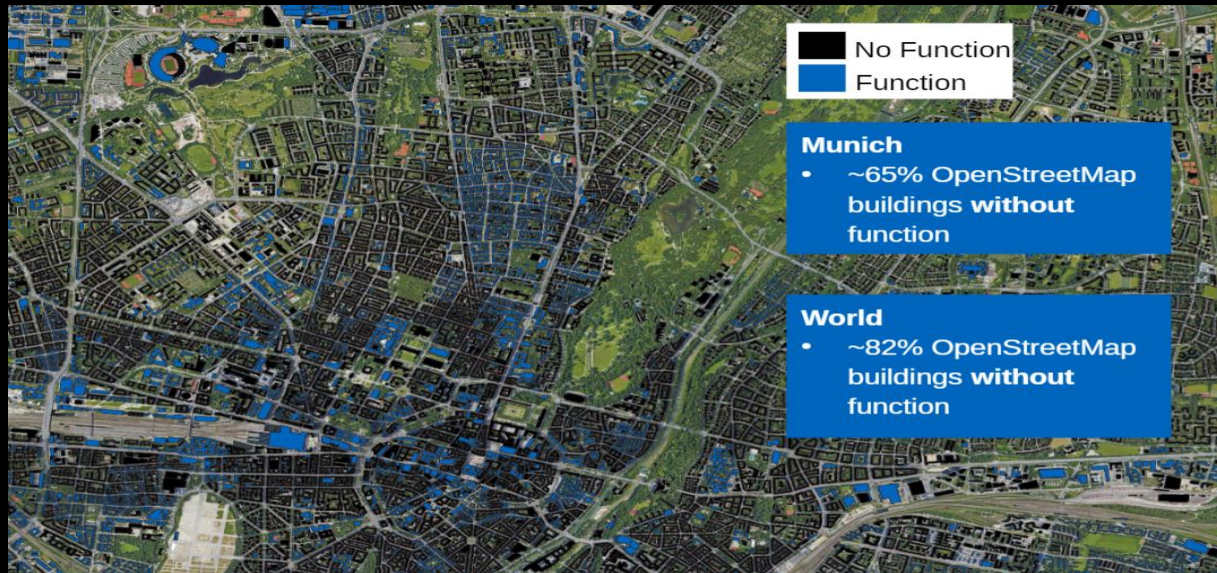 No Function
Function
Munich
• ~65% OpenStreetMap
buildings without
function
World
• ~82% OpenStreetMap
buildings without
function